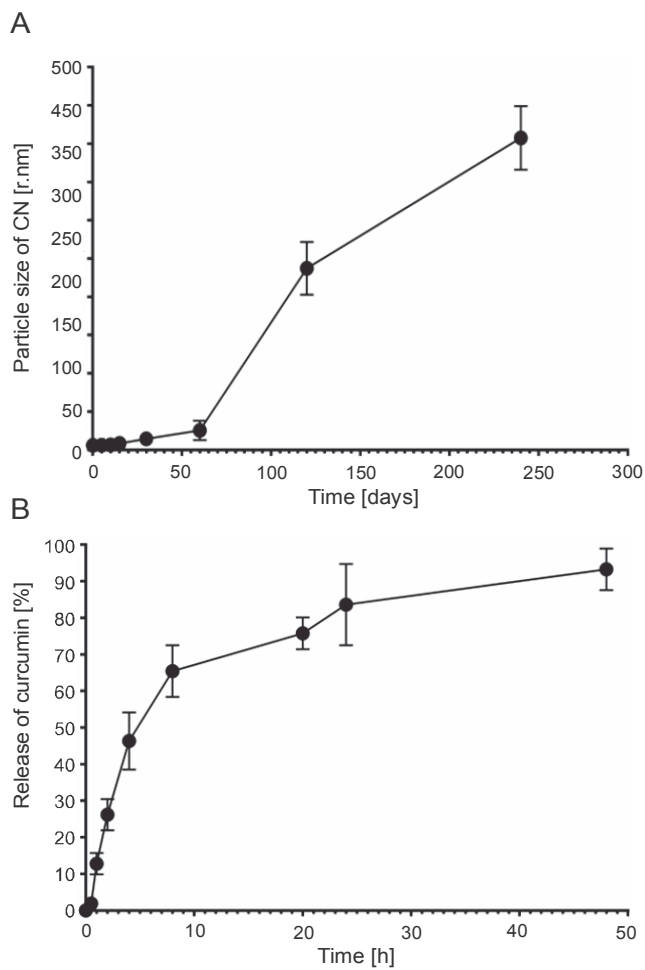 A
Particle size of CN [r.nm]
500
450
350
300
250
200
150
100
50
0
0 50 100 150 200 250 300
Time [days]
B
Release of curcumin [%]
100
90
80
70
60
50
40
30
20
10
0
0 10 20 30 40 50
Time [h]